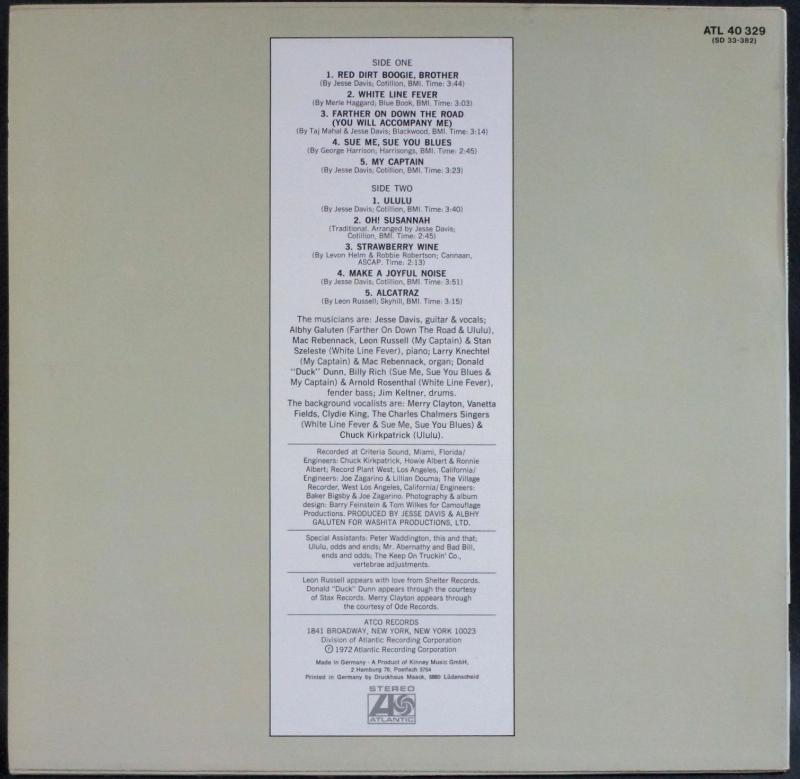 ATL 40 329
(SD 33-382)
SIDE ONE
1. RED DIRT BOOGIE, BROTHER
(By Jesse Davis; Cotillion, BMI. Time: 3:44)
2. WHITE LINE FEVER
(By Merle Haggard; Blue Book, BMI. Time: 3:03)
3. FARTHER ON DOWN THE ROAD
(YOU WILL ACCOMPANY ME)
(By Taj Mahal & Jesse Davis; Blackwood, BMI. Time: 3:14)
4. SUE ME, SUE YOU BLUES
(By George Harrison; Harrisongs, BMI. Time: 2:45)
5. MY CAPTAIN
(By Jesse Davis; Cotillion, BMI. Time: 3:23)
SIDE TWO
1. ULULU
(By Jesse Davis; Cotillion, BMI. Time: 3:40)
2. OH! SUSANNAH
(Traditional. Arranged by Jesse Davis;
Cotillion, BMI. Time: 2:45)
3. STRAWBERRY WINE
(By Levon Helm & Robbie Robertson; Cannaan,
ASCAP. Time: 2:13)
4. MAKE A JOYFUL NOISE
(By Jesse Davis; Cotillion, BMI. Time: 3:51)
5. ALCATRAZ
(By Leon Russell; Skyhill, BMI. Time: 3:15)
The musicians are: Jesse Davis, guitar & vocals;
Albhy Galuten (Farther On Down The Road & Ululu),
Mac Rebennack, Leon Russell (My Captain) & Stan
Szeleste (White Line Fever), piano; Larry Knechtel
(My Captain) & Mac Rebennack, organ; Donald
"Duck" Dunn, Billy Rich (Sue Me, Sue You Blues &
My Captain) & Arnold Rosenthal (White Line Fever),
fender bass; Jim Keltner, drums.
The background vocalists are: Merry Clayton, Vanetta
Fields, Clydie King, The Charles Chalmers Singers
(White Line Fever & Sue Me, Sue You Blues) &
Chuck Kirkpatrick (Ululu).
Recorded at Criteria Sound, Miami, Florida/
Engineers: Chuck Kirkpatrick, Howie Albert & Ronnie
Albert; Record Plant West, Los Angeles, California/
Engineers: Joe Zagarino & Lillian Douma; The Village
Recorder, West Los Angeles, California/Engineers:
Baker Bigsby & Joe Zagarino. Photography & album
design: Barry Feinstein & Tom Wilkes for Camouflage
Productions. PRODUCED BY JESSE DAVIS & ALBHY
GALUTEN FOR WASHITA PRODUCTIONS, LTD.
Special Assistants: Peter Waddington, this and that;
Ululu, odds and ends; Mr. Abernathy and Bad Bill,
ends and odds; The Keep On Truckin' Co.,
vertebrae adjustments.
Leon Russell appears with love from Shelter Records.
Donald "Duck" Dunn appears through the courtesy
of Stax Records. Merry Clayton appears through
the courtesy of Ode Records.
ATCO RECORDS
1841 BROADWAY, NEW YORK, NEW YORK 10023
Division of Atlantic Recording Corporation
℗ 1972 Atlantic Recording Corporation
Made in Germany · A Product of Kinney Music GmbH,
2 Hamburg 76, Postfach 5754
Printed in Germany by Druckhaus Maack, 5880 Lüdenscheid
STEREO
ATLANTIC